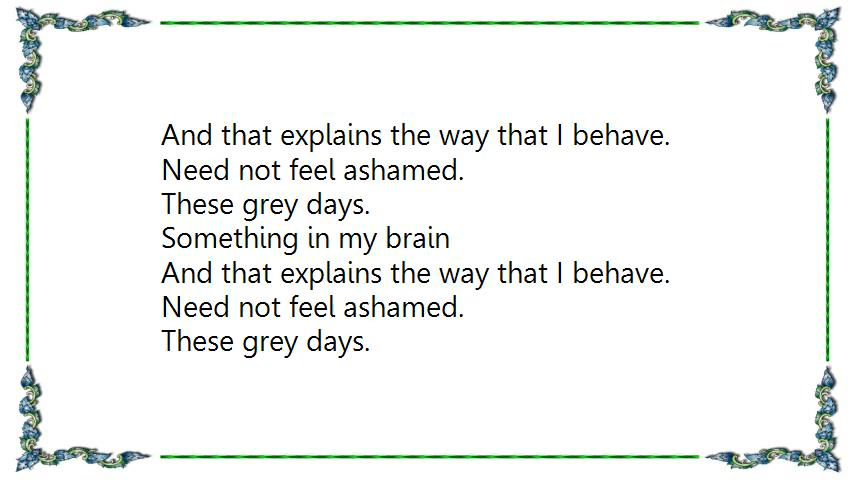 And that explains the way that I behave.
Need not feel ashamed.
These grey days.
Something in my brain
And that explains the way that I behave.
Need not feel ashamed.
These grey days.